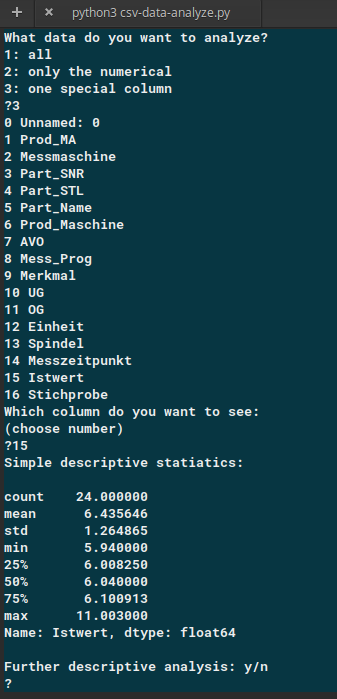 + × python3 csv-data-analyze.py
What data do you want to analyze?
1: all
2: only the numerical
3: one special column
?3
0 Unnamed: 0
1 Prod_MA
2 Messmaschine
3 Part_SNR
4 Part_STL
5 Part_Name
6 Prod_Maschine
7 AVO
8 Mess_Prog
9 Merkmal
10 UG
11 OG
12 Einheit
13 Spindel
14 Messzeitpunkt
15 Istwert
16 Stichprobe
Which column do you want to see:
(choose number)
?15
Simple descriptive statiatics:
count 24.000000
mean 6.435646
std 1.264865
min 5.940000
25% 6.008250
50% 6.040000
75% 6.100913
max 11.003000
Name: Istwert, dtype: float64
Further descriptive analysis: y/n
?